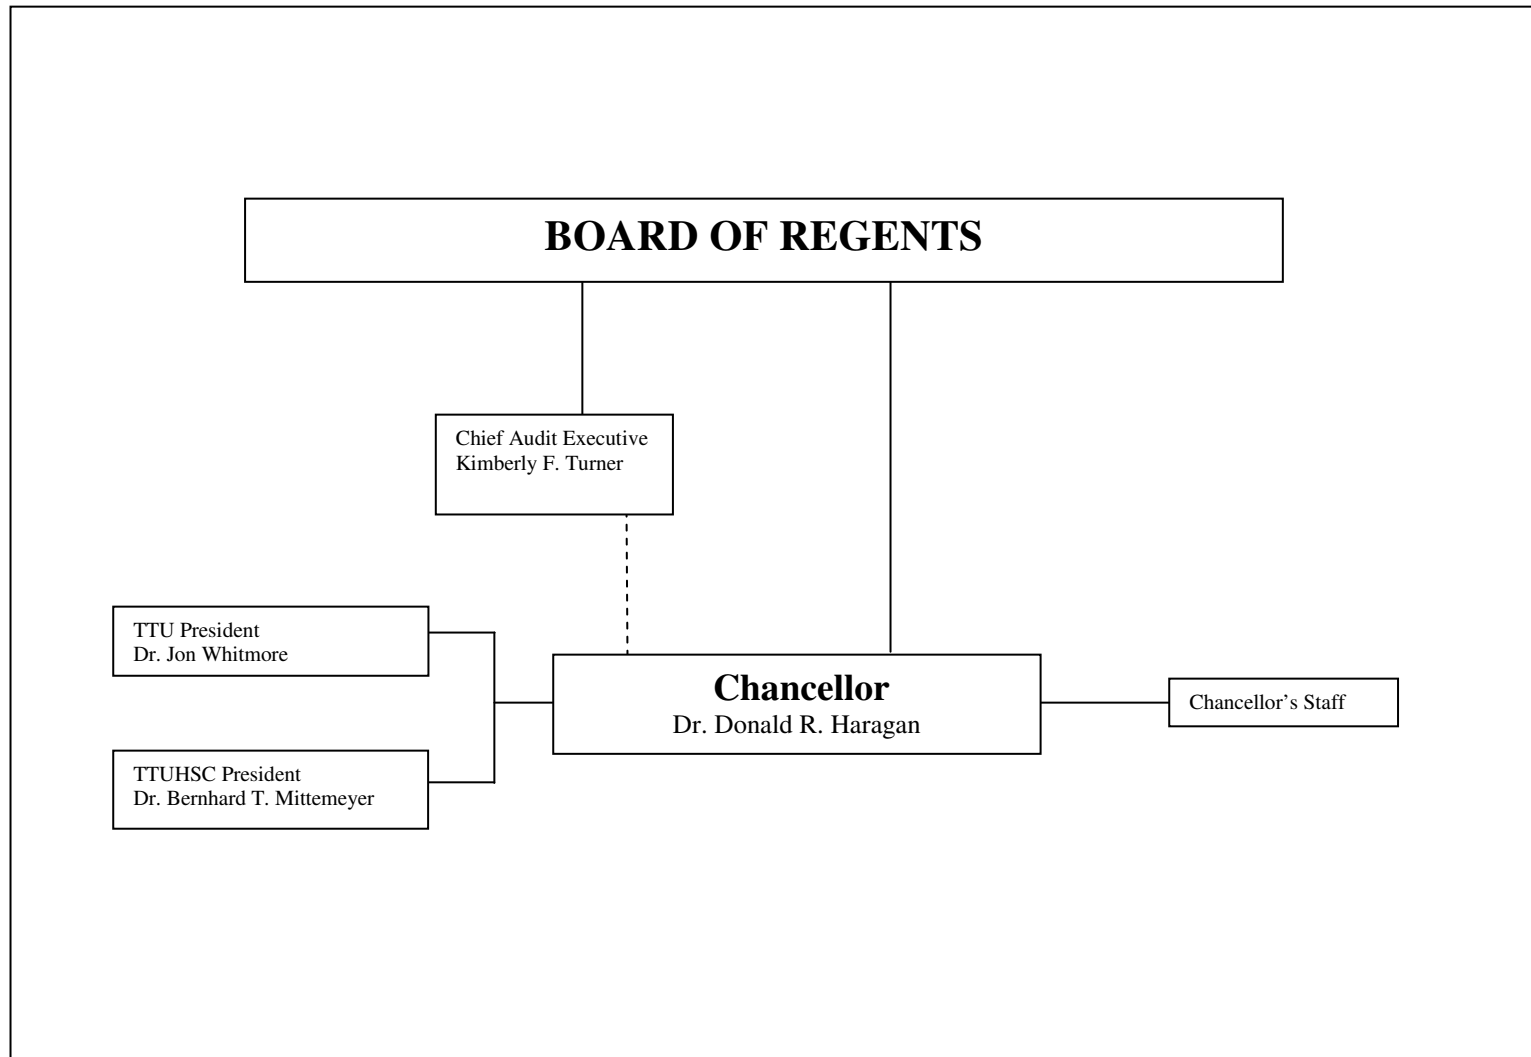 BOARD OF REGENTS
Chief Audit Executive
Kimberly F. Turner
TTU President
Dr. Jon Whitmore
Chancellor
Dr. Donald R. Haragan
Chancellor’s Staff
TTUHSC President
Dr. Bernhard T. Mittemeyer